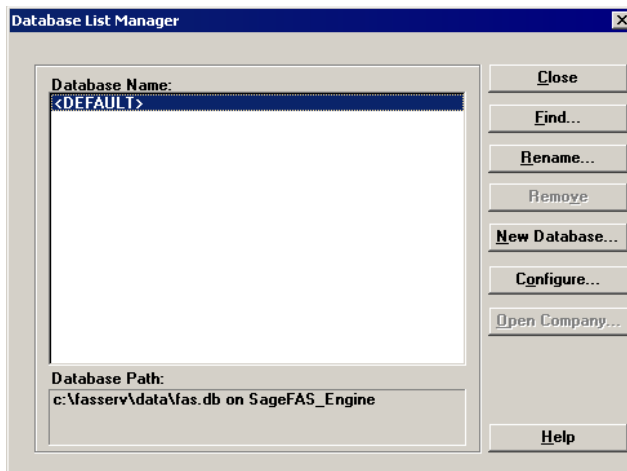 Database List Manager
Database Name:
<DEFAULT>
Close
Find...
Rename...
Remove
New Database...
Configure...
Open Company...
Database Path:
c:\fasserv\data\fas.db on SageFAS_Engine
Help